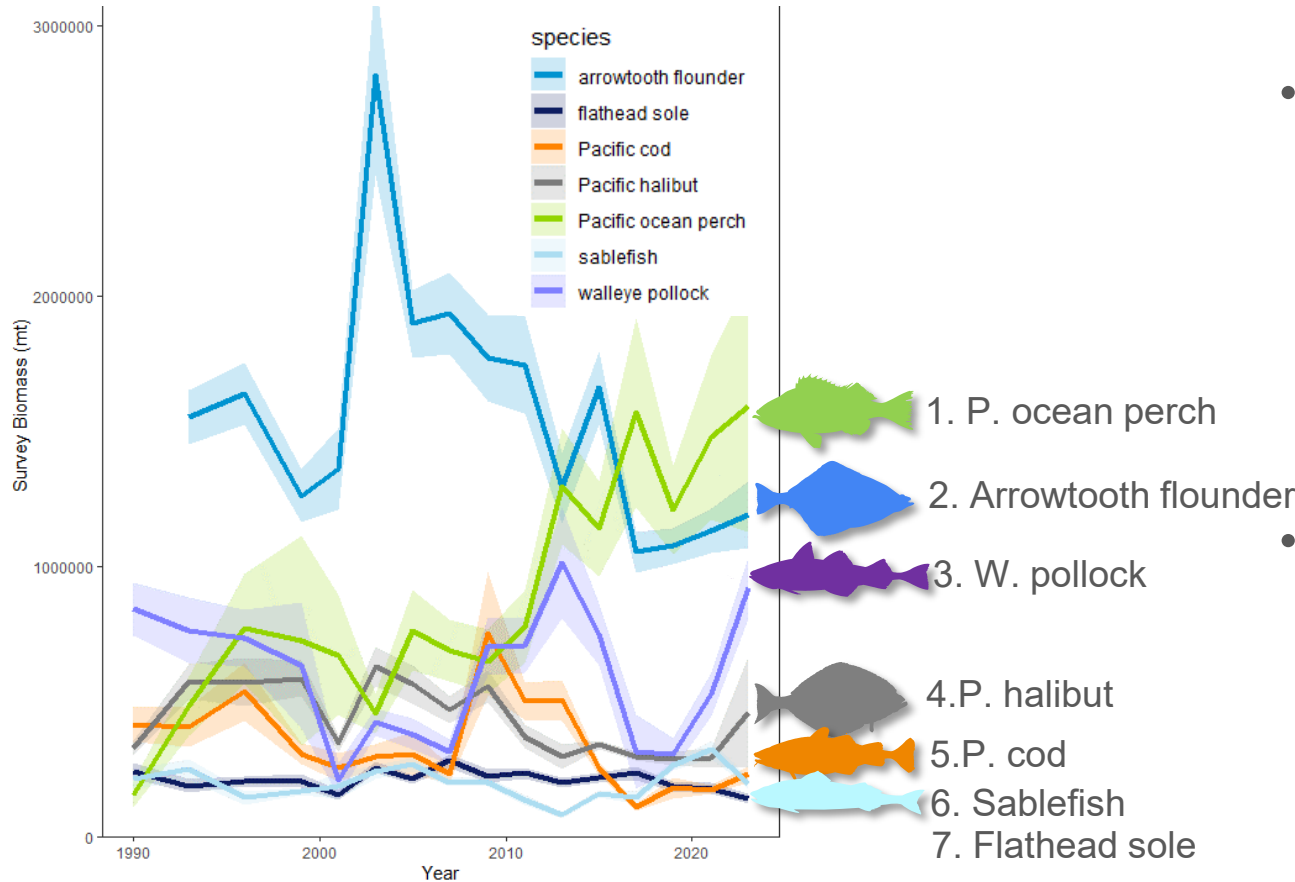 3000000
2000000
1000000
0
Survey Biomass (mt)
1990
2000
2010
2020
Year
species
arrowtooth flounder
flathead sole
Pacific cod
Pacific halibut
Pacific ocean perch
sablefish
walleye pollock
1. P. ocean perch
2. Arrowtooth flounder
3. W. pollock
4.P. halibut
5.P. cod
6. Sablefish
7. Flathead sole